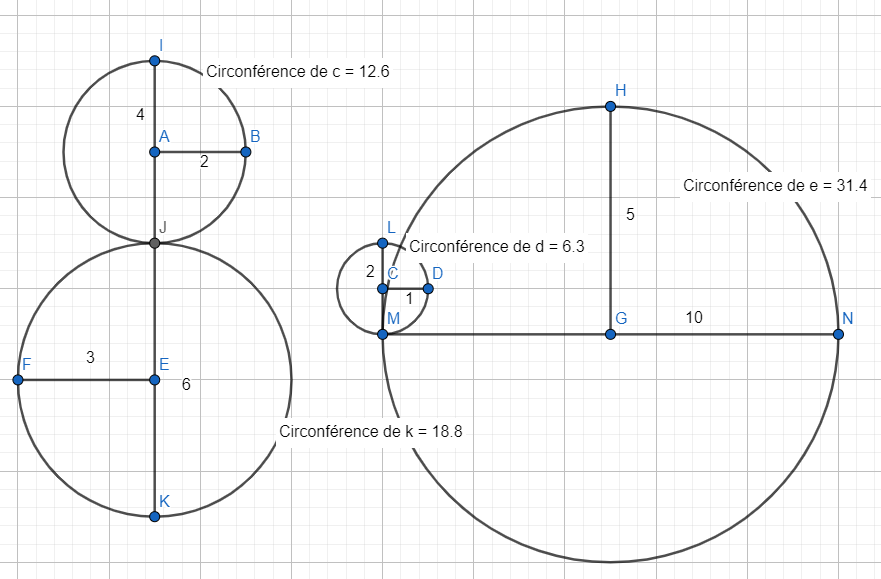 I
Circonférence de c = 12.6
4
A
B
2
J
F
3
E
6
K
Circonférence de k = 18.8
H
Circonférence de e = 31.4
5
L
Circonférence de d = 6.3
2
C
D
1
M
G
10
N